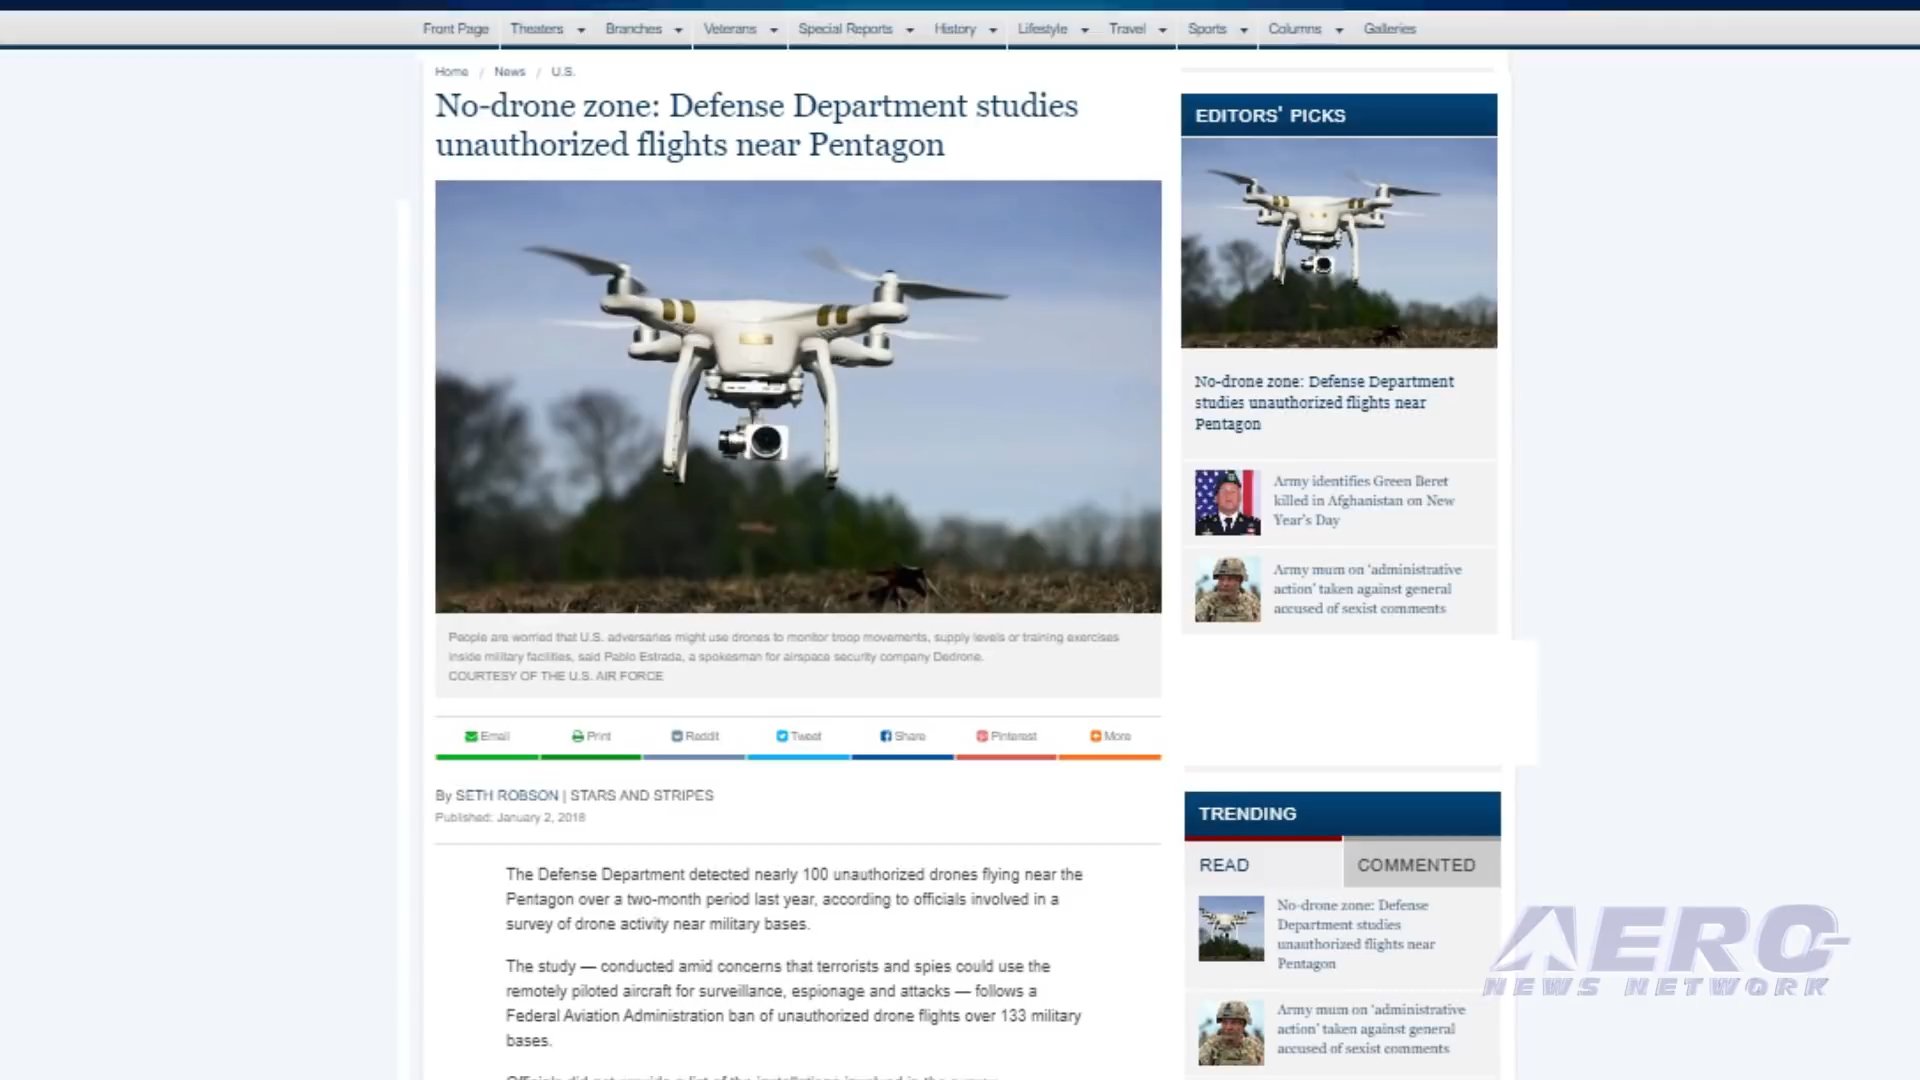 Front Page Theaters Branches Veterans Special Reports History Lifestyle Travel Sports Columns Galleries
Home / News / U.S.
No-drone zone: Defense Department studies
unauthorized flights near Pentagon
People are worried that U.S. adversaries might use drones to monitor troop movements, supply levels or training exercises
inside military facilities, said Pablo Estrada, a spokesman for airspace security company Dedrone.
COURTESY OF THE U.S. AIR FORCE
Email Print Reddit Tweet Share Pinterest More
By SETH ROBSON | STARS AND STRIPES
Published: January 2, 2018
The Defense Department detected nearly 100 unauthorized drones flying near the
Pentagon over a two-month period last year, according to officials involved in a
survey of drone activity near military bases.
The study — conducted amid concerns that terrorists and spies could use the
remotely piloted aircraft for surveillance, espionage and attacks — follows a
Federal Aviation Administration ban of unauthorized drone flights over 133 military
bases.
EDITORS' PICKS
No-drone zone: Defense Department
studies unauthorized flights near
Pentagon
Army identifies Green Beret
killed in Afghanistan on New
Year's Day
Army mum on 'administrative
action' taken against general
accused of sexist comments
TRENDING
READ COMMENTED
No-drone zone: Defense
Department studies
unauthorized flights near
Pentagon
Army mum on 'administrative
action' taken against general
accused of sexist comments
AERO-
NEWS NETWORK